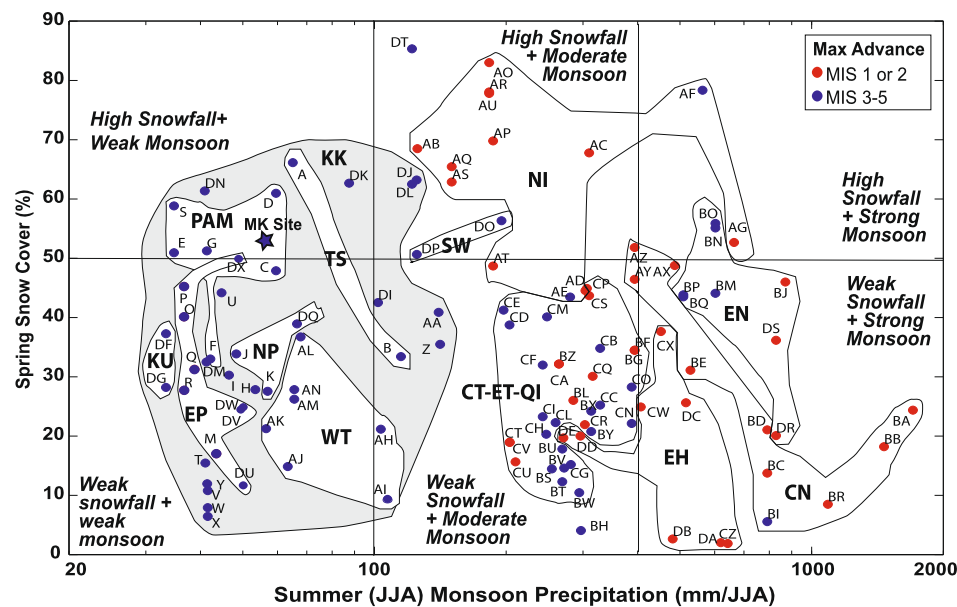 90
80
70
60
50
40
30
20
10
0
Spring Snow Cover (%)
20
100
200
400
600
1000
2000
Summer (JJA) Monsoon Precipitation (mm/JJA)
Max Advance
MIS 1 or 2
MIS 3-5
High Snowfall+
Weak Monsoon
High Snowfall
+ Moderate
Monsoon
High
Snowfall
+ Strong
Monsoon
Weak
Snowfall
+ Strong
Monsoon
Weak
snowfall +
weak
monsoon
Weak
Snowfall
+ Moderate
Monsoon
PAM
MK Site
KK
TS
SW
NI
EN
KU
NP
EP
WT
CT-ET-QI
EH
CN
DT
AO
AR
AU
AF
AP
AB
AC
AQ
AS
A
DK
DJ
DL
DN
D
S
E
G
DX
C
DO
DP
AT
BO
BN
AG
AZ
AY
AX
AD
CP
AE
CS
BP
BQ
BM
BJ
P
O
U
DI
AA
Z
B
CE
CD
CM
DS
DF
DQ
AL
CB
BF
BG
CX
BE
F
J
Q
DM
CF
BZ
CA
CQ
CO
DG
R
I
H
K
AN
AM
BL
CC
BX
CN
CW
DC
DW
DV
AK
AH
CI
CL
CR
BY
CH
DE
DD
CT
CV
CU
BU
BV
BS
CG
BT
BW
BH
BD
DR
BA
BB
BC
BR
BI
M
T
Y
V
W
X
DU
AJ
AI
DB
DA
CZ